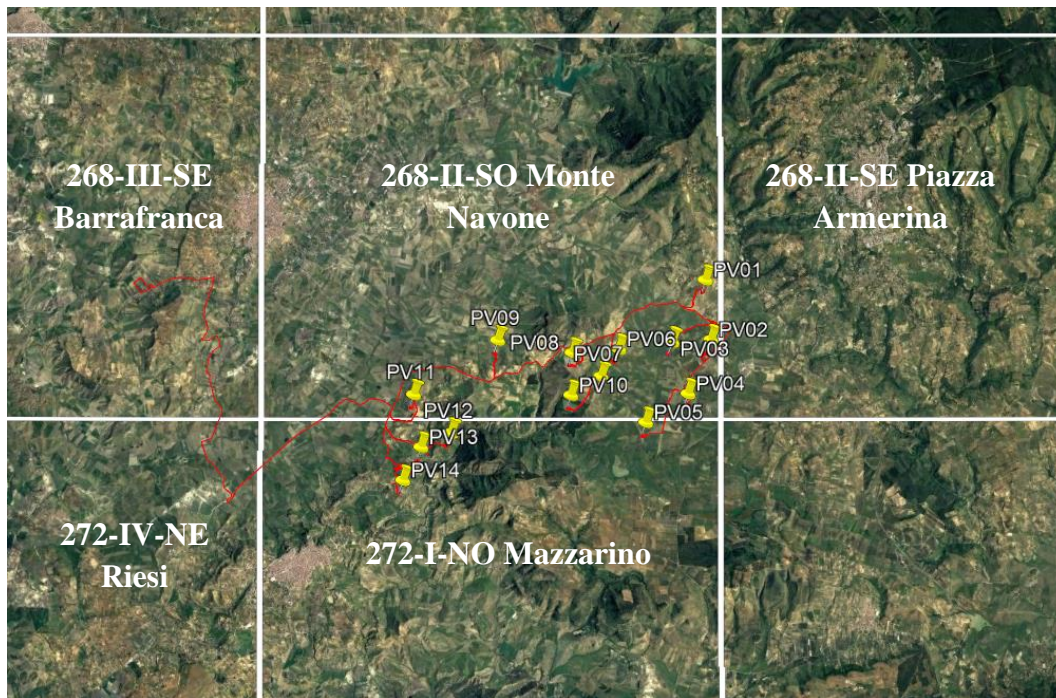 268-III-SE
Barrafranca
268-II-SO Monte
Navone
268-II-SE Piazza
Armerina
PV01
PV09
PV02
PV08
PV06
PV03
PV07
PV11
PV10
PV04
PV12
PV05
PV13
PV14
272-IV-NE
Riesi
272-I-NO Mazzarino